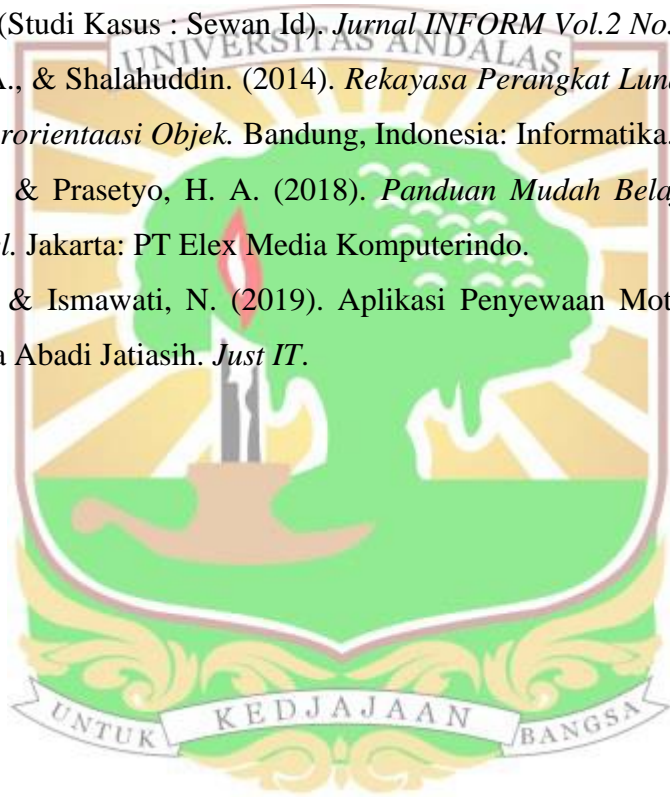 (Studi Kasus : Sewan Id). Jurnal INFORM Vol.2 No.
UNIVERSITAS ANDALAS
A., & Shalahuddin. (2014). Rekayasa Perangkat Luna
rorientaasi Objek. Bandung, Indonesia: Informatika.
& Prasetyo, H. A. (2018). Panduan Mudah Bela
l. Jakarta: PT Elex Media Komputerindo.
& Ismawati, N. (2019). Aplikasi Penyewaan Mot
a Abadi Jatiasih. Just IT.
UNTUK KEDJAJAAN BANGSA